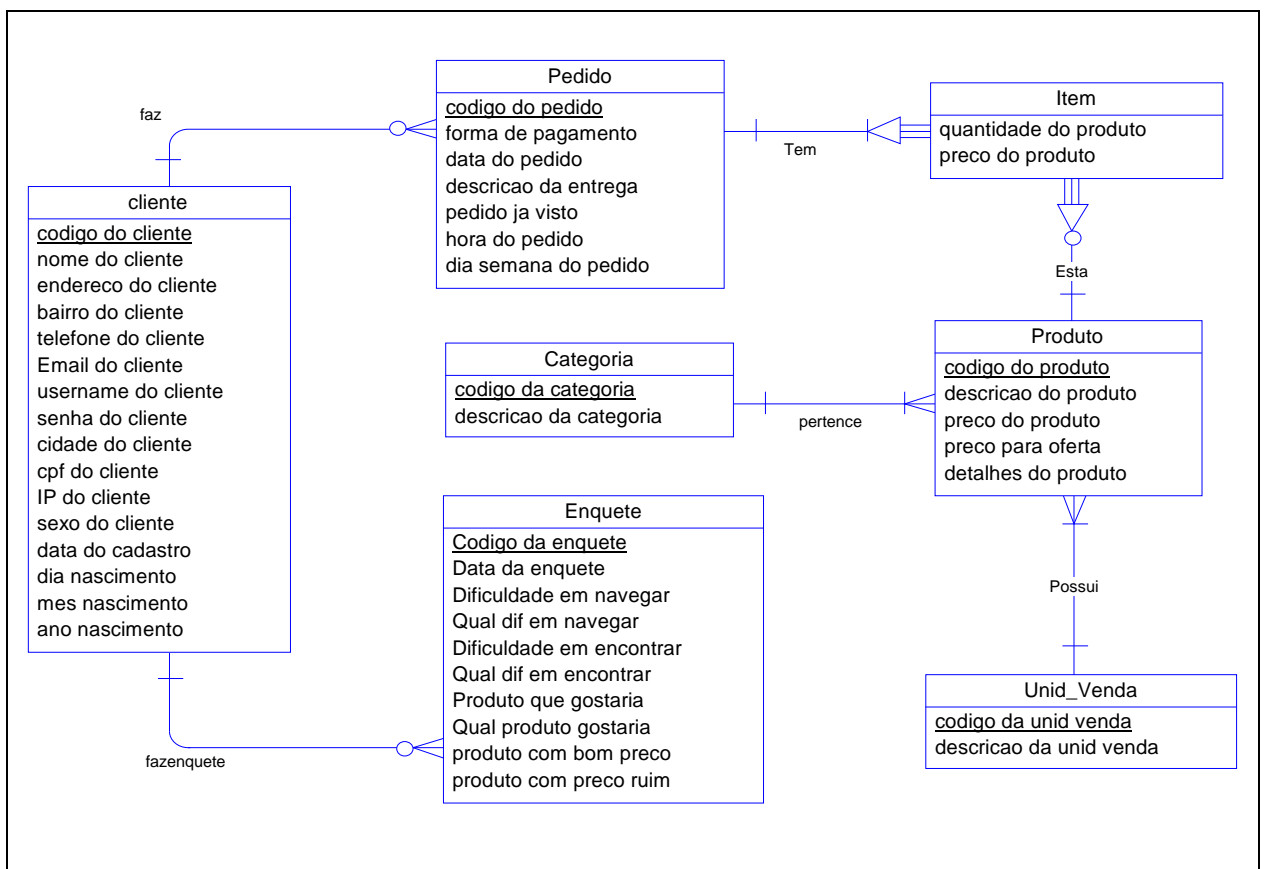 Pedido
codigo do pedido
forma de pagamento
data do pedido
descricao da entrega
pedido ja visto
hora do pedido
dia semana do pedido
Item
quantidade do produto
preco do produto
faz
Tem
cliente
codigo do cliente
nome do cliente
endereco do cliente
bairro do cliente
telefone do cliente
Email do cliente
username do cliente
senha do cliente
cidade do cliente
cpf do cliente
IP do cliente
sexo do cliente
data do cadastro
dia nascimento
mes nascimento
ano nascimento
Esta
Categoria
codigo da categoria
descricao da categoria
pertence
Produto
codigo do produto
descricao do produto
preco do produto
preco para oferta
detalhes do produto
Enquete
Codigo da enquete
Data da enquete
Dificuldade em navegar
Qual dif em navegar
Dificuldade em encontrar
Qual dif em encontrar
Produto que gostaria
Qual produto gostaria
produto com bom preco
produto com preco ruim
Possui
Unid_Venda
codigo da unid venda
descricao da unid venda
fazenquete